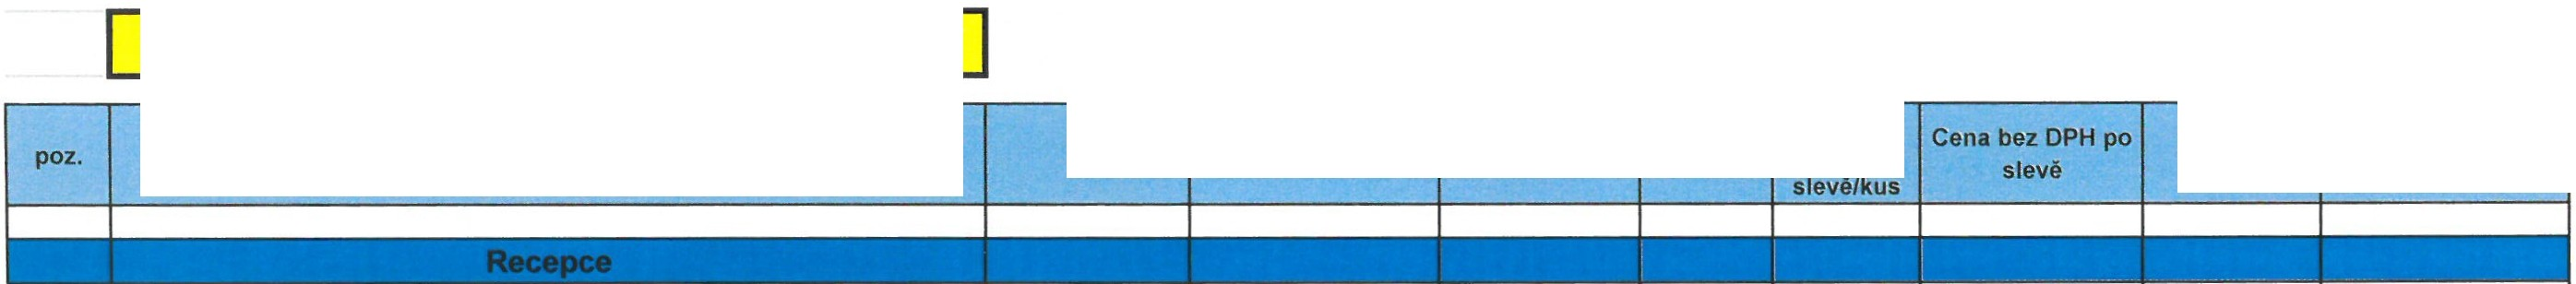 poz.
slevě/kus
Cena bez DPH po
slevě
Recepce